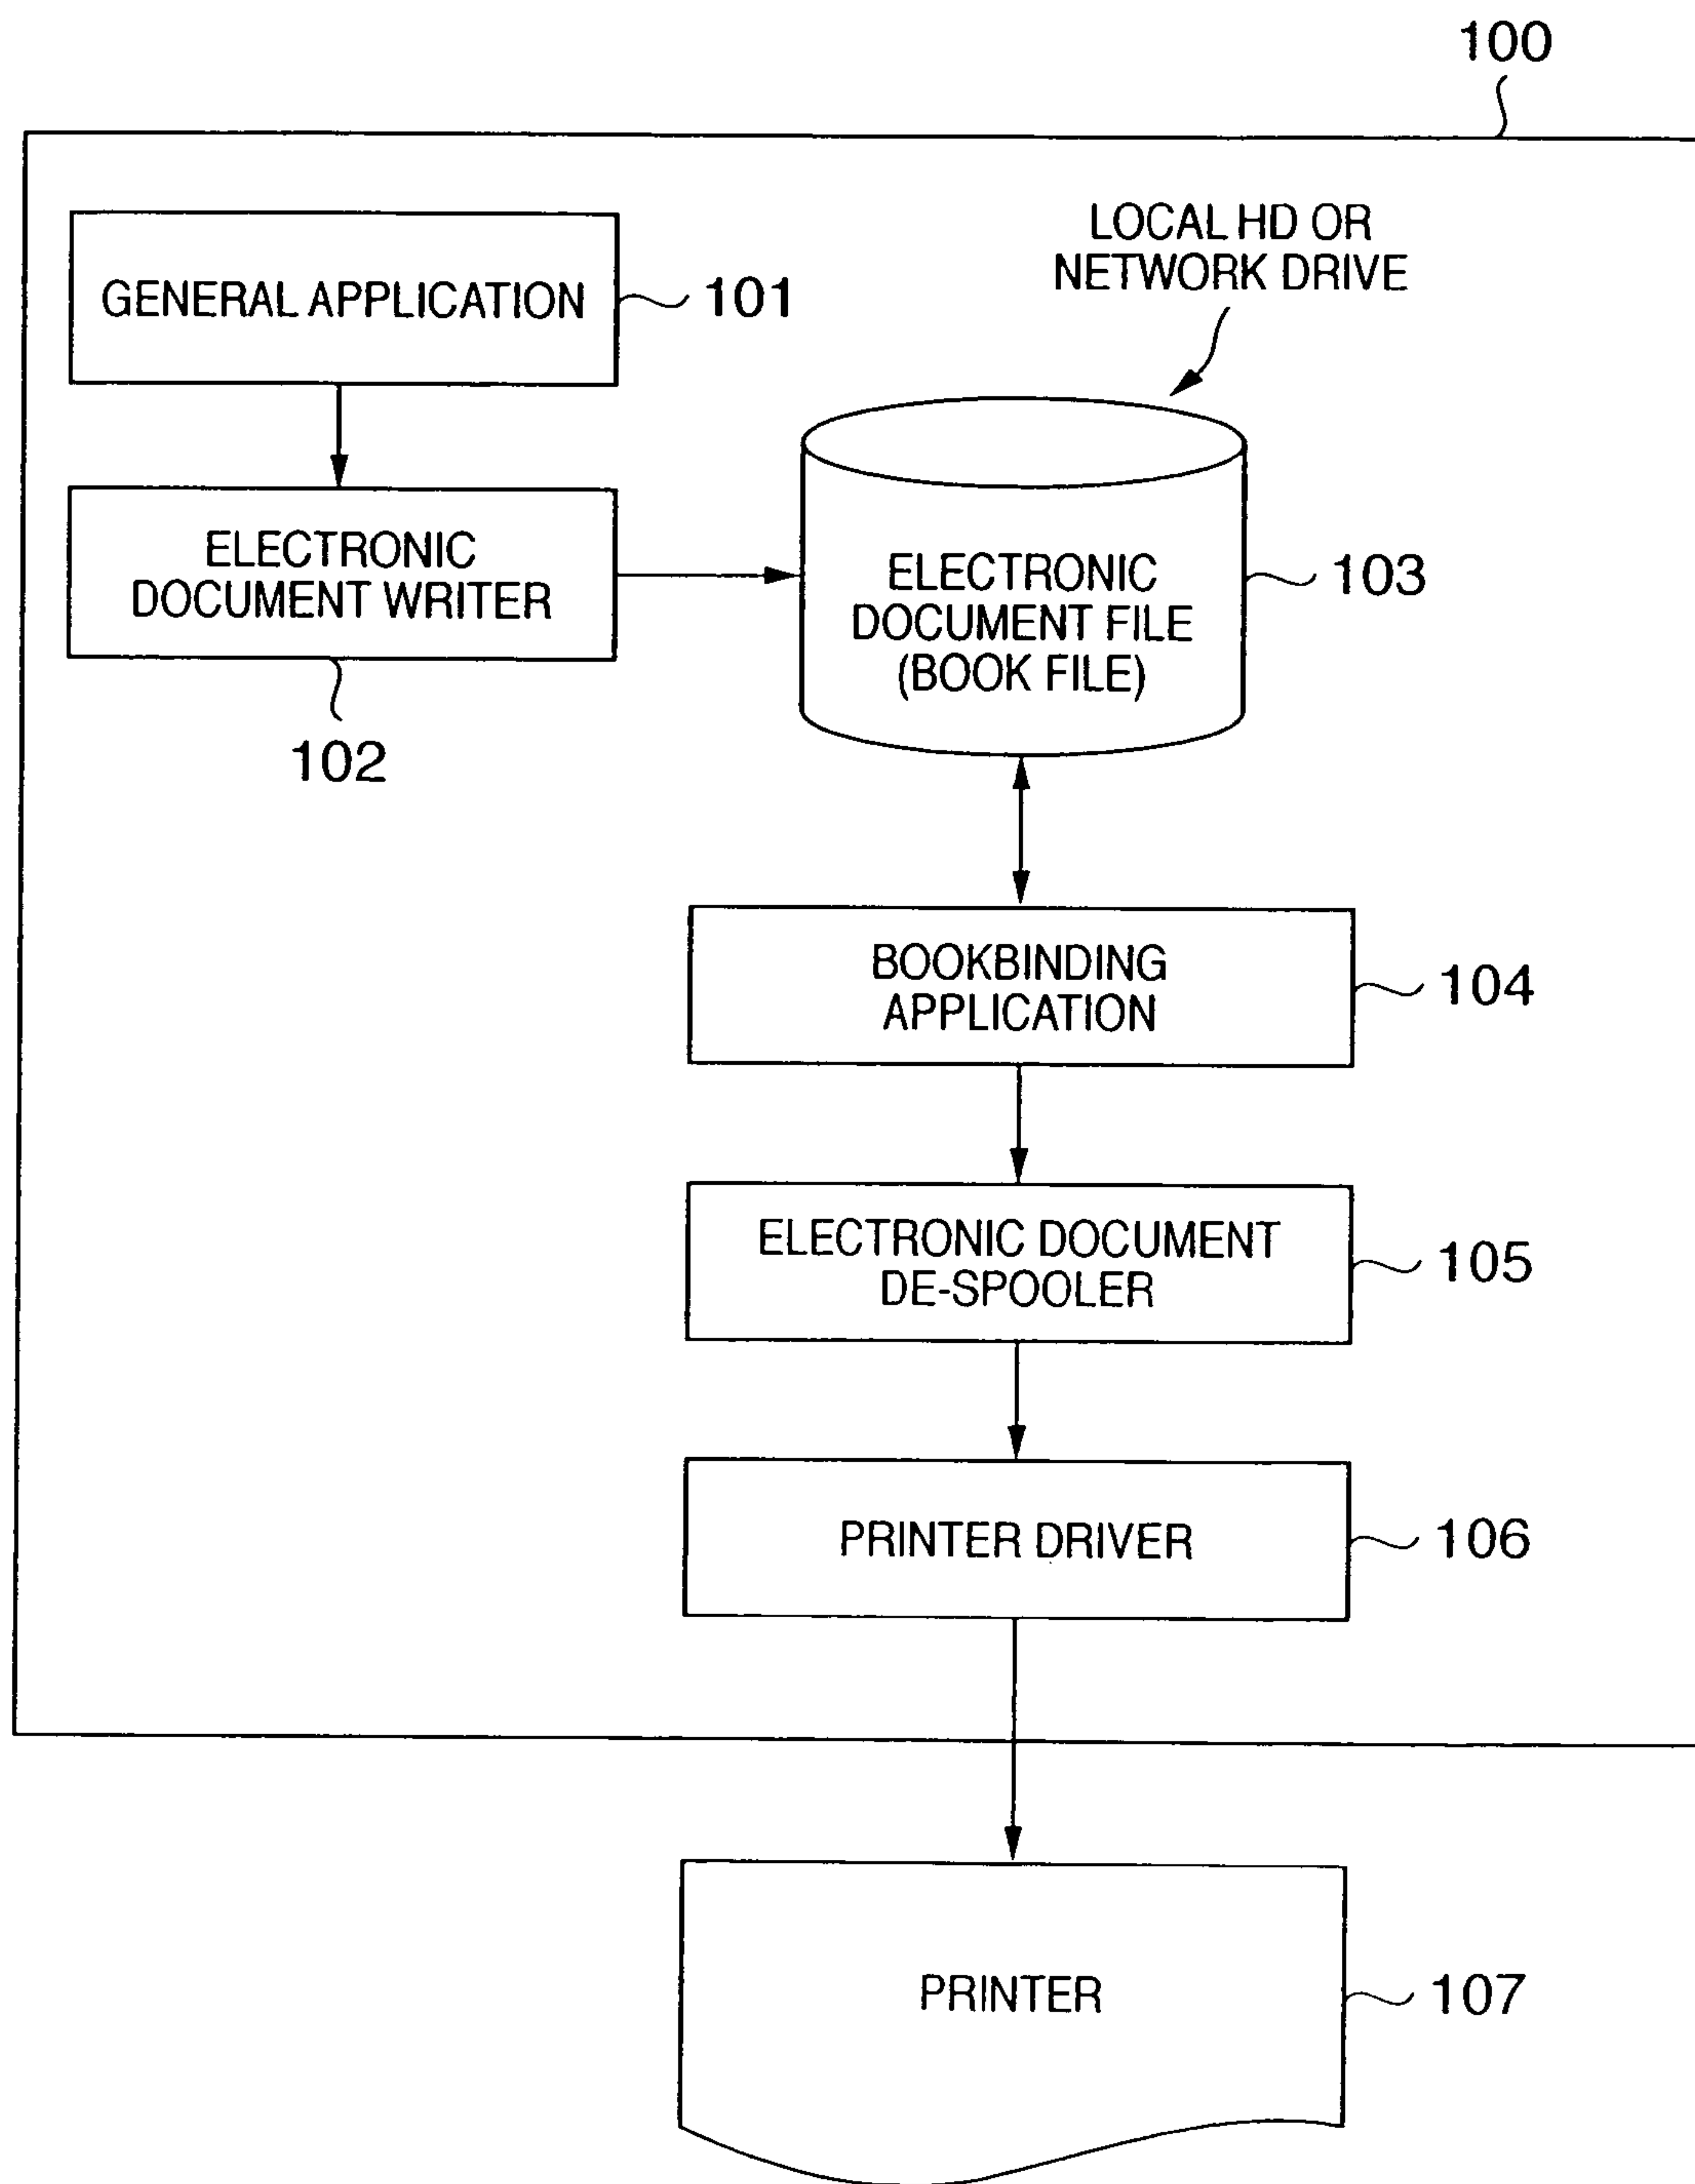 100
LOCAL HD OR
NETWORK DRIVE
GENERAL APPLICATION
101
ELECTRONIC
DOCUMENT WRITER
102
ELECTRONIC
DOCUMENT FILE
(BOOK FILE)
103
BOOKBINDING
APPLICATION
104
ELECTRONIC DOCUMENT
DE-SPOOLER
105
PRINTER DRIVER
106
PRINTER
107